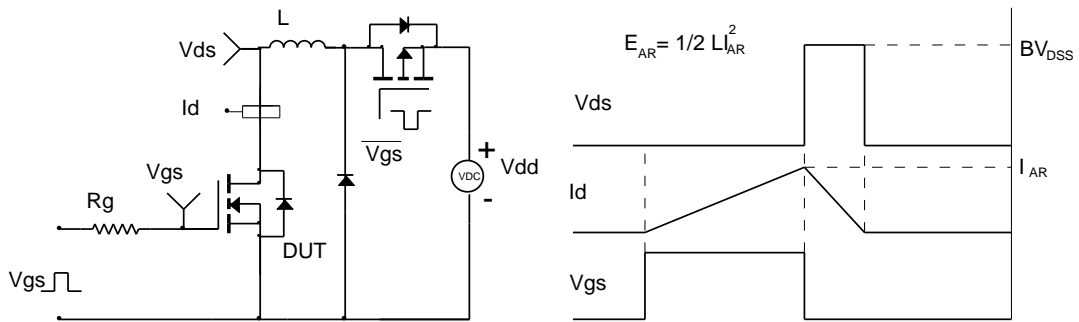 L
Vds
Id
Vgs
Vgs
Rg
DUT
Vgs
VDC
+
Vdd
-
E_AR = 1/2 LI_AR^2
BV_DSS
Vds
I_AR
Id
Vgs